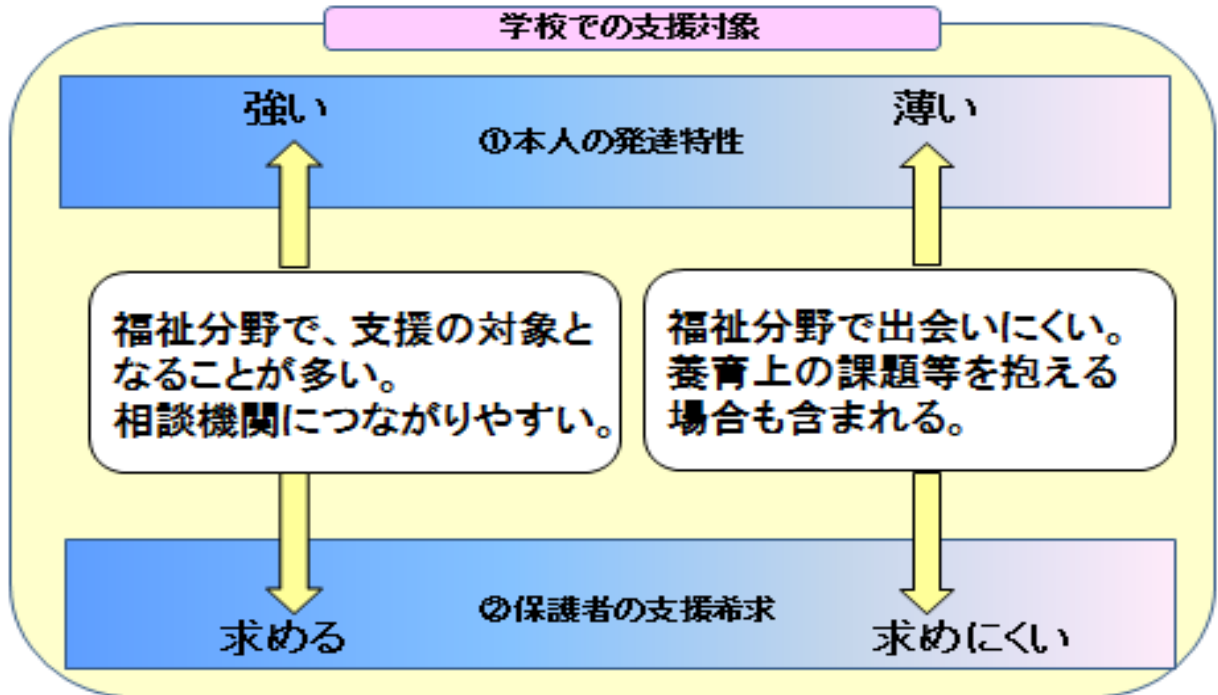 学校での支援対象
強い
薄い
①本人の発達特性
福祉分野で、支援の対象と
なることが多い。
相談機関につながりやすい。
福祉分野で出会いにくい。
養育上の課題等を抱える
場合も含まれる。
②保護者の支援希求
求める
求めにくい